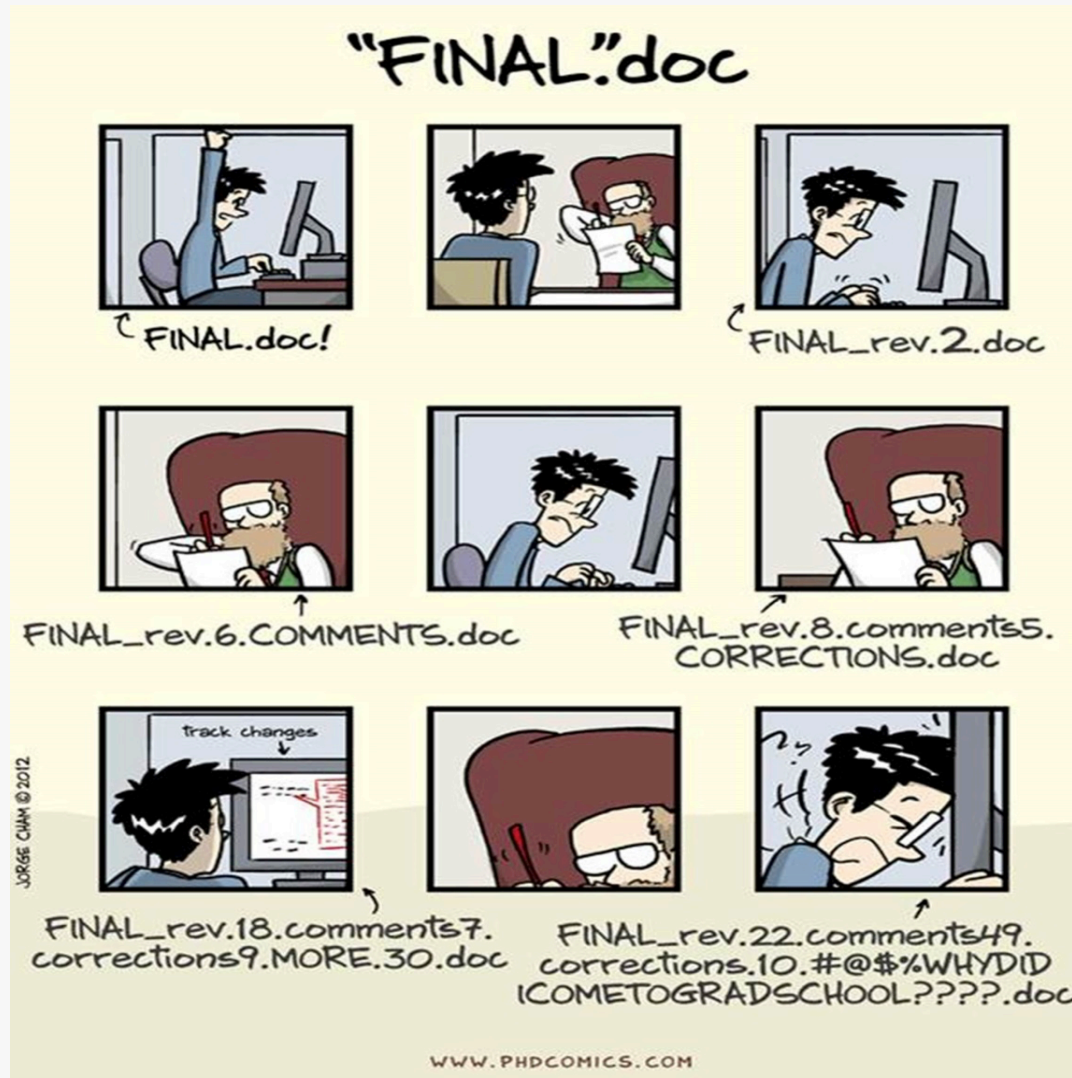 "FINAL".doc
FINAL.doc!
FINAL_rev.2.doc
FINAL_rev.6.COMMENTS.doc
FINAL_rev.8.comments5.
CORRECTIONS.doc
track changes
FINAL_rev.18.comments7.
corrections9.MORE.30.doc
FINAL_rev.22.comments49.
corrections.10.#@$%WHYDID
ICOMETOGRADSCHOOL????.doc
JORGE CHAM © 2012
WWW.PHDCOMICS.COM